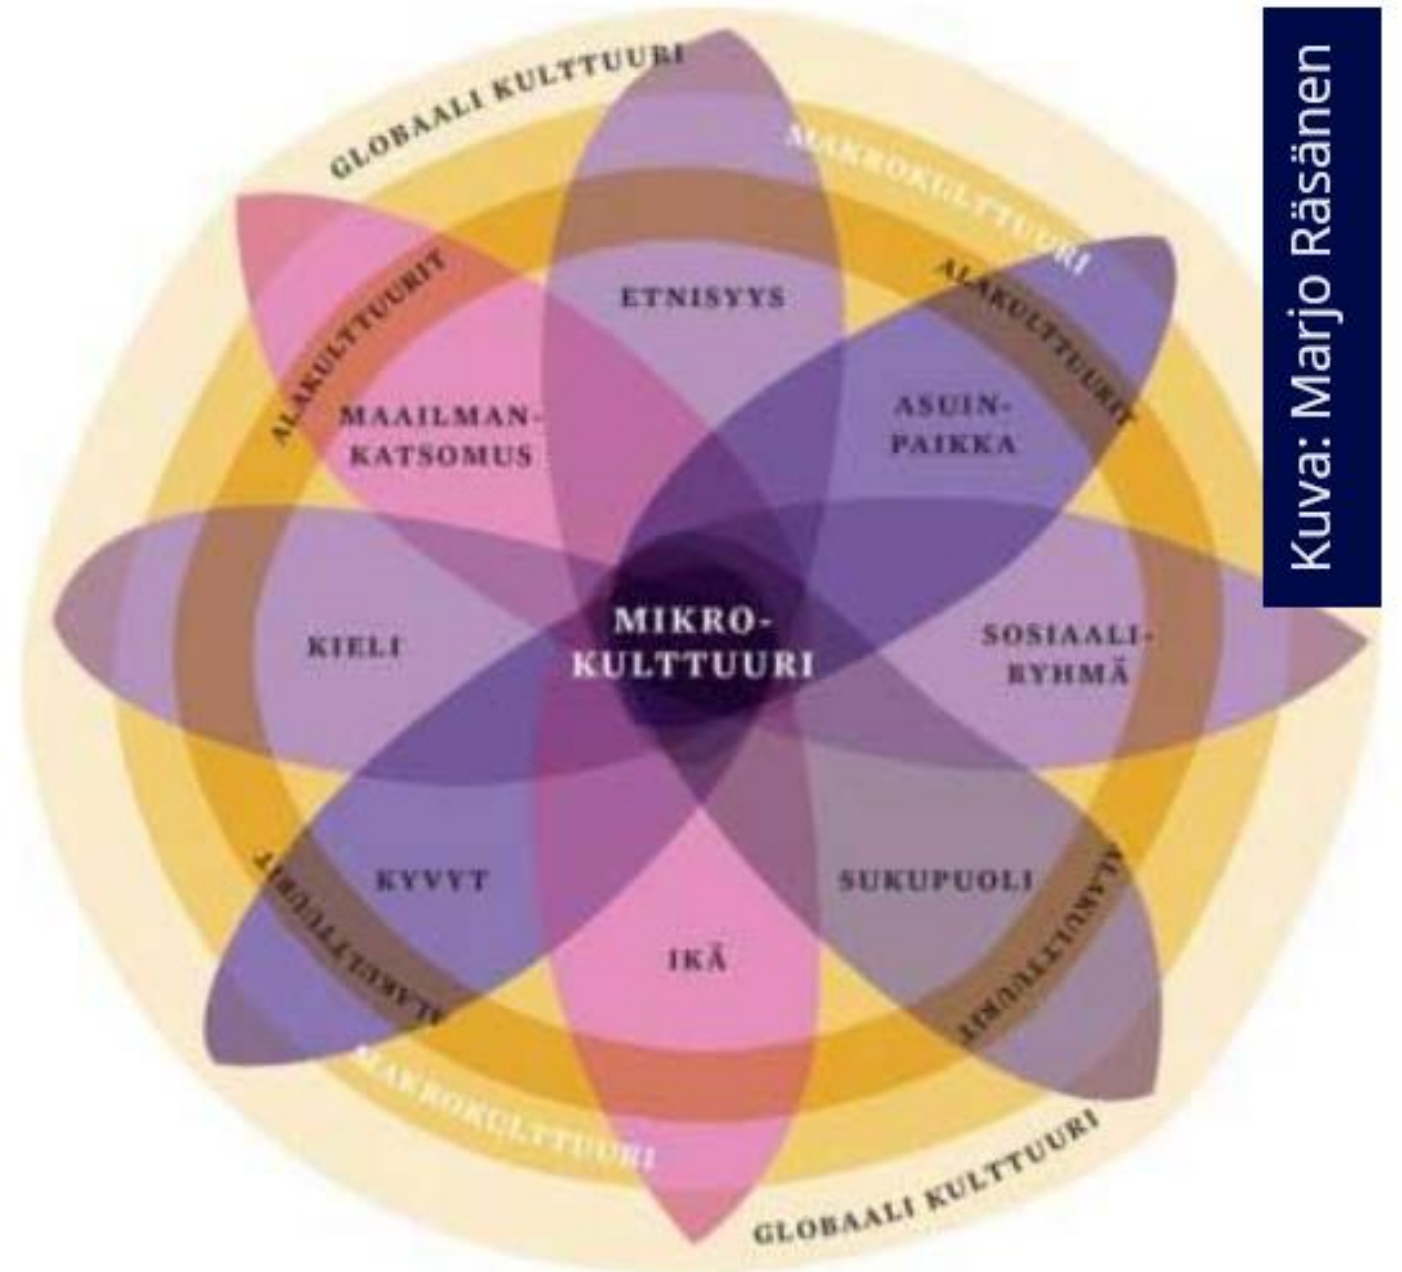 GLOBAALI KULTTUURI
MAKROKULTTUURI
ALAKULTTUURIT
ALAKULTTUURIT
ETNISYYS
MAAILMAN-
KATSOMUS
ASUIN-
PAIKKA
KIELI
MIKRO-
KULTTUURI
SOSIAALI-
RYHMÄ
KYVYT
SUKUPUOLI
IKÄ
ALAKULTTUURIT
ALAKULTTUURIT
MAKROKULTTUURI
GLOBAALI KULTTUURI
Kuva: Marjo Räsänen